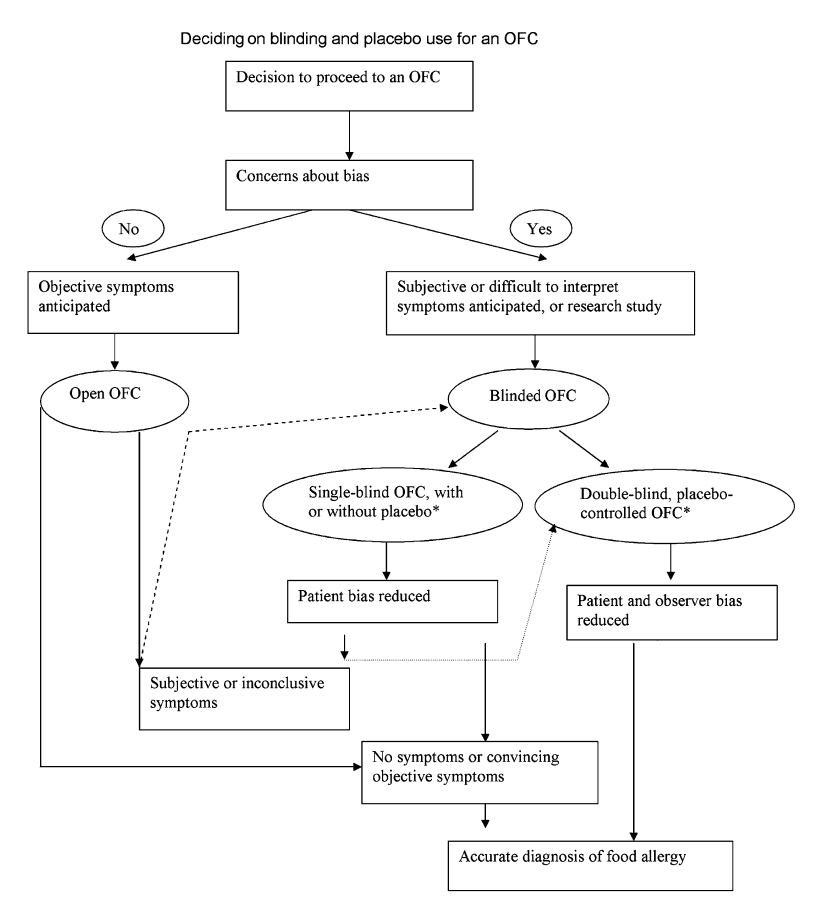 Deciding on blinding and placebo use for an OFC
Decision to proceed to an OFC
Concerns about bias
No
Yes
Objective symptoms
anticipated
Subjective or difficult to interpret
symptoms anticipated, or research study
Open OFC
Blinded OFC
Single-blind OFC, with
or without placebo*
Double-blind, placebo-
controlled OFC*
Patient bias reduced
Patient and observer bias
reduced
Subjective or inconclusive
symptoms
No symptoms or convincing
objective symptoms
Accurate diagnosis of food allergy